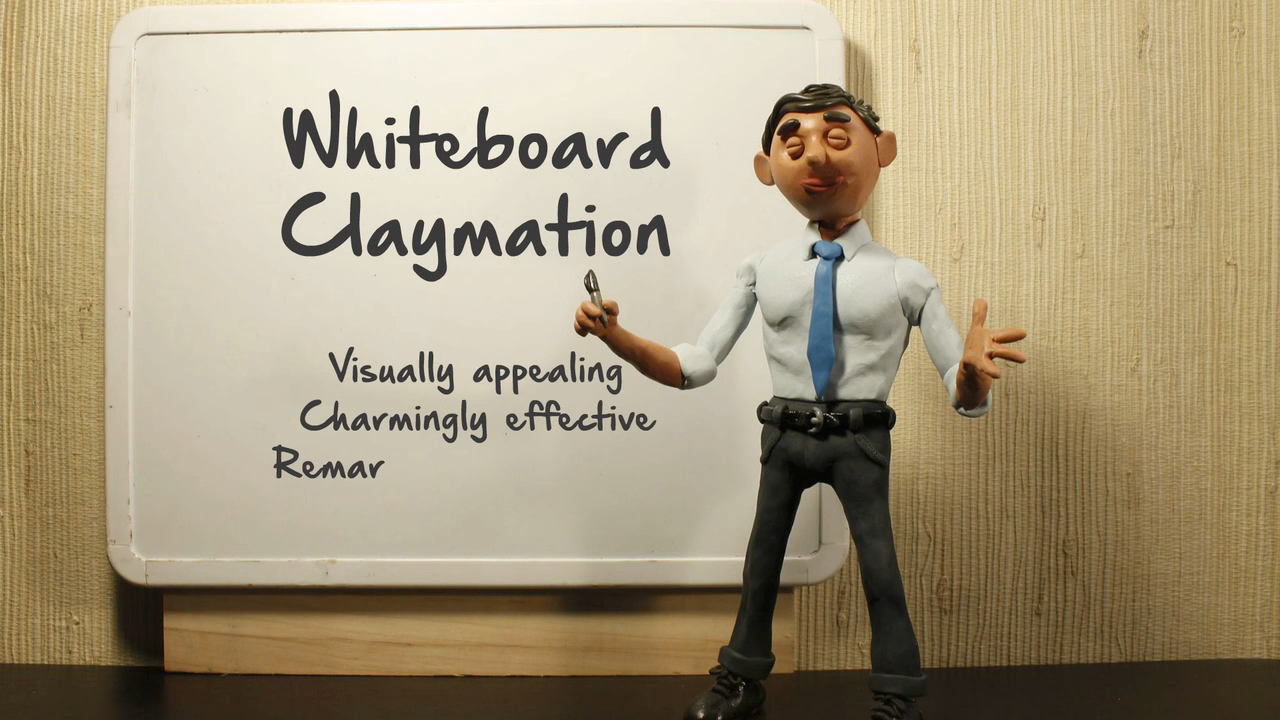 Whiteboard
Claymation
Visually appealing
Charmingly effective
Remar